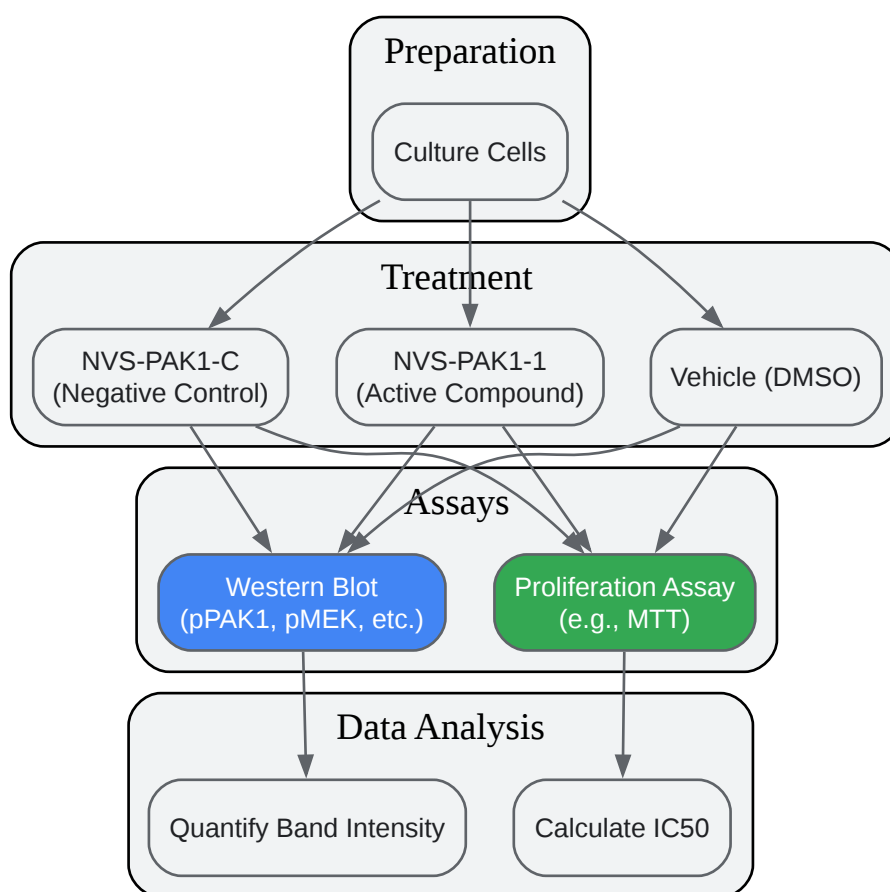 Preparation
Culture Cells
Treatment
NVS-PAK1-C
(Negative Control)
NVS-PAK1-1
(Active Compound)
Vehicle (DMSO)
Assays
Western Blot
(pPAK1, pMEK, etc.)
Proliferation Assay
(e.g., MTT)
Data Analysis
Quantify Band Intensity
Calculate IC50